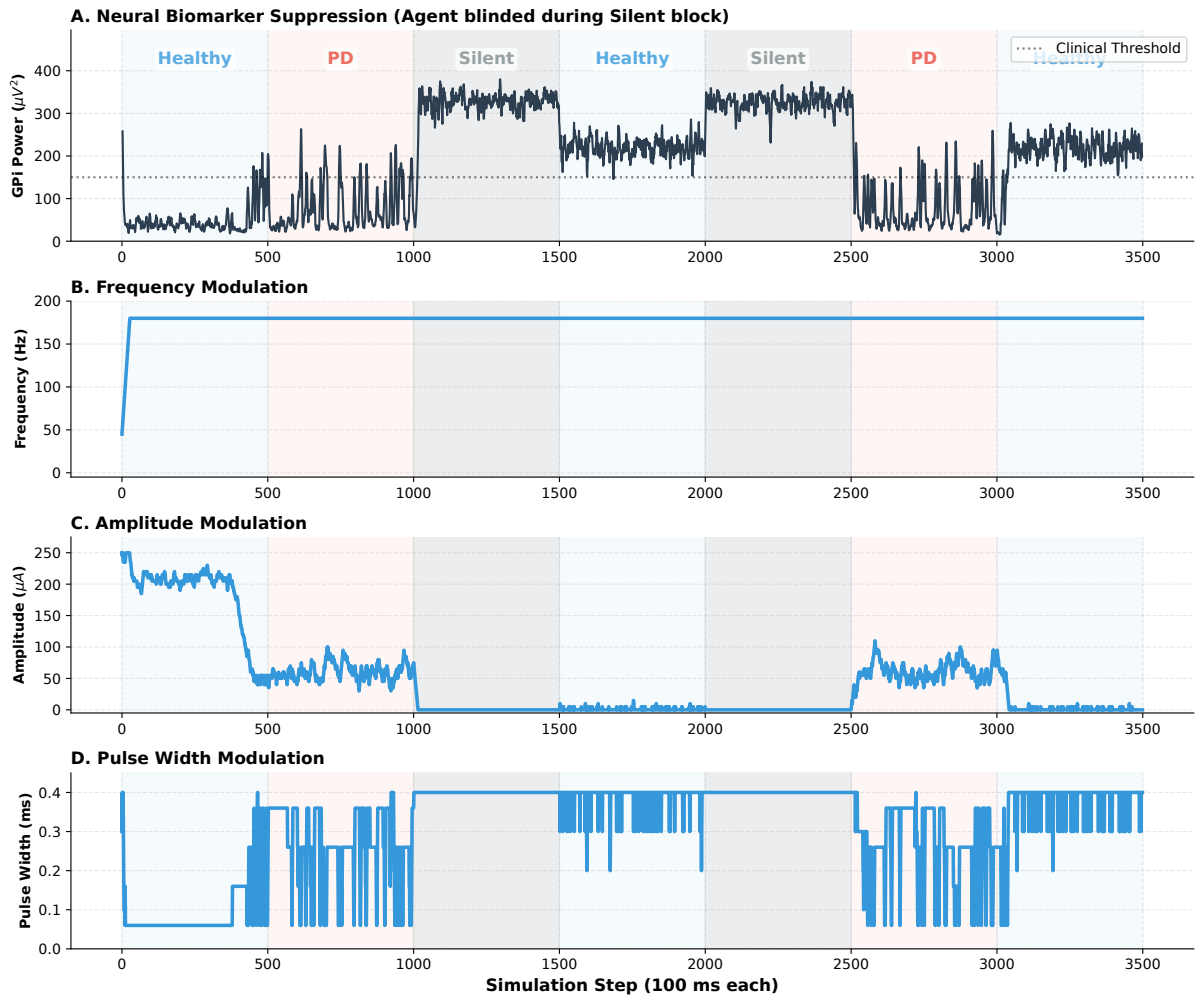 A. Neural Biomarker Suppression (Agent blinded during Silent block)
Healthy PD Silent Healthy Silent PD Healthy
Clinical Threshold
GPi Power (μV²)
400
300
200
100
0
0 500 1000 1500 2000 2500 3000 3500
B. Frequency Modulation
Frequency (Hz)
200
150
100
50
0
0 500 1000 1500 2000 2500 3000 3500
C. Amplitude Modulation
Amplitude (μA)
250
200
150
100
50
0
0 500 1000 1500 2000 2500 3000 3500
D. Pulse Width Modulation
Pulse Width (ms)
0.4
0.3
0.2
0.1
0.0
0 500 1000 1500 2000 2500 3000 3500
Simulation Step (100 ms each)